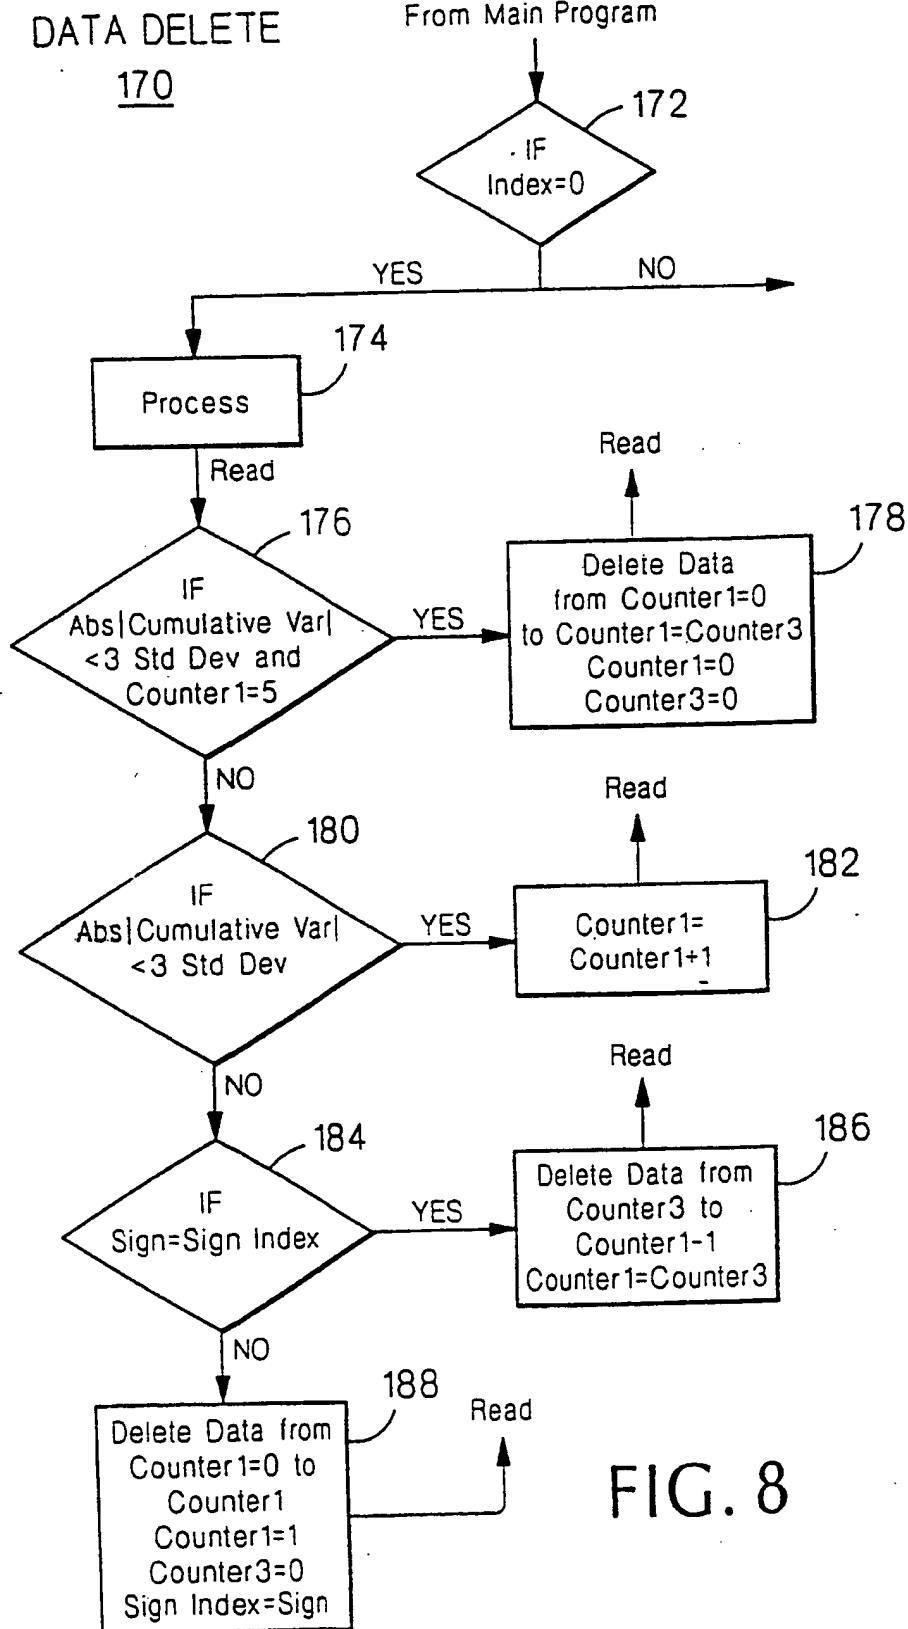 DATA DELETE
170
From Main Program
172
IF
Index=0
YES
NO
174
Process
Read
176
IF
Abs|Cumulative Var|
<3 Std Dev and
Counter1=5
YES
Read
178
Delete Data
from Counter1=0
to Counter1=Counter3
Counter1=0
Counter3=0
NO
180
IF
Abs|Cumulative Var|
<3 Std Dev
YES
Read
182
Counter1=
Counter1+1
NO
184
IF
Sign=Sign Index
YES
Read
186
Delete Data from
Counter3 to
Counter1-1
Counter1=Counter3
NO
188
Delete Data from
Counter1=0 to
Counter1
Counter1=1
Counter3=0
Sign Index=Sign
Read
FIG. 8